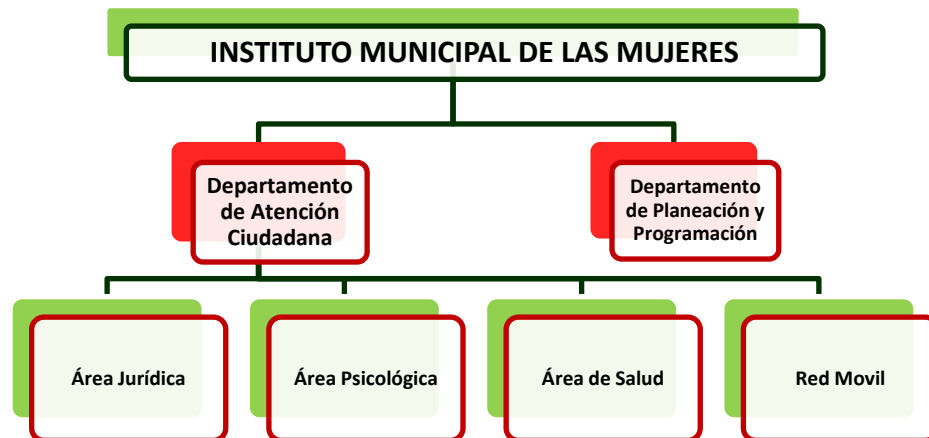 INSTITUTO MUNICIPAL DE LAS MUJERES
Departamento
de Atención
Ciudadana
Departamento
de Planeación y
Programación
Área Jurídica
Área Psicológica
Área de Salud
Red Movil